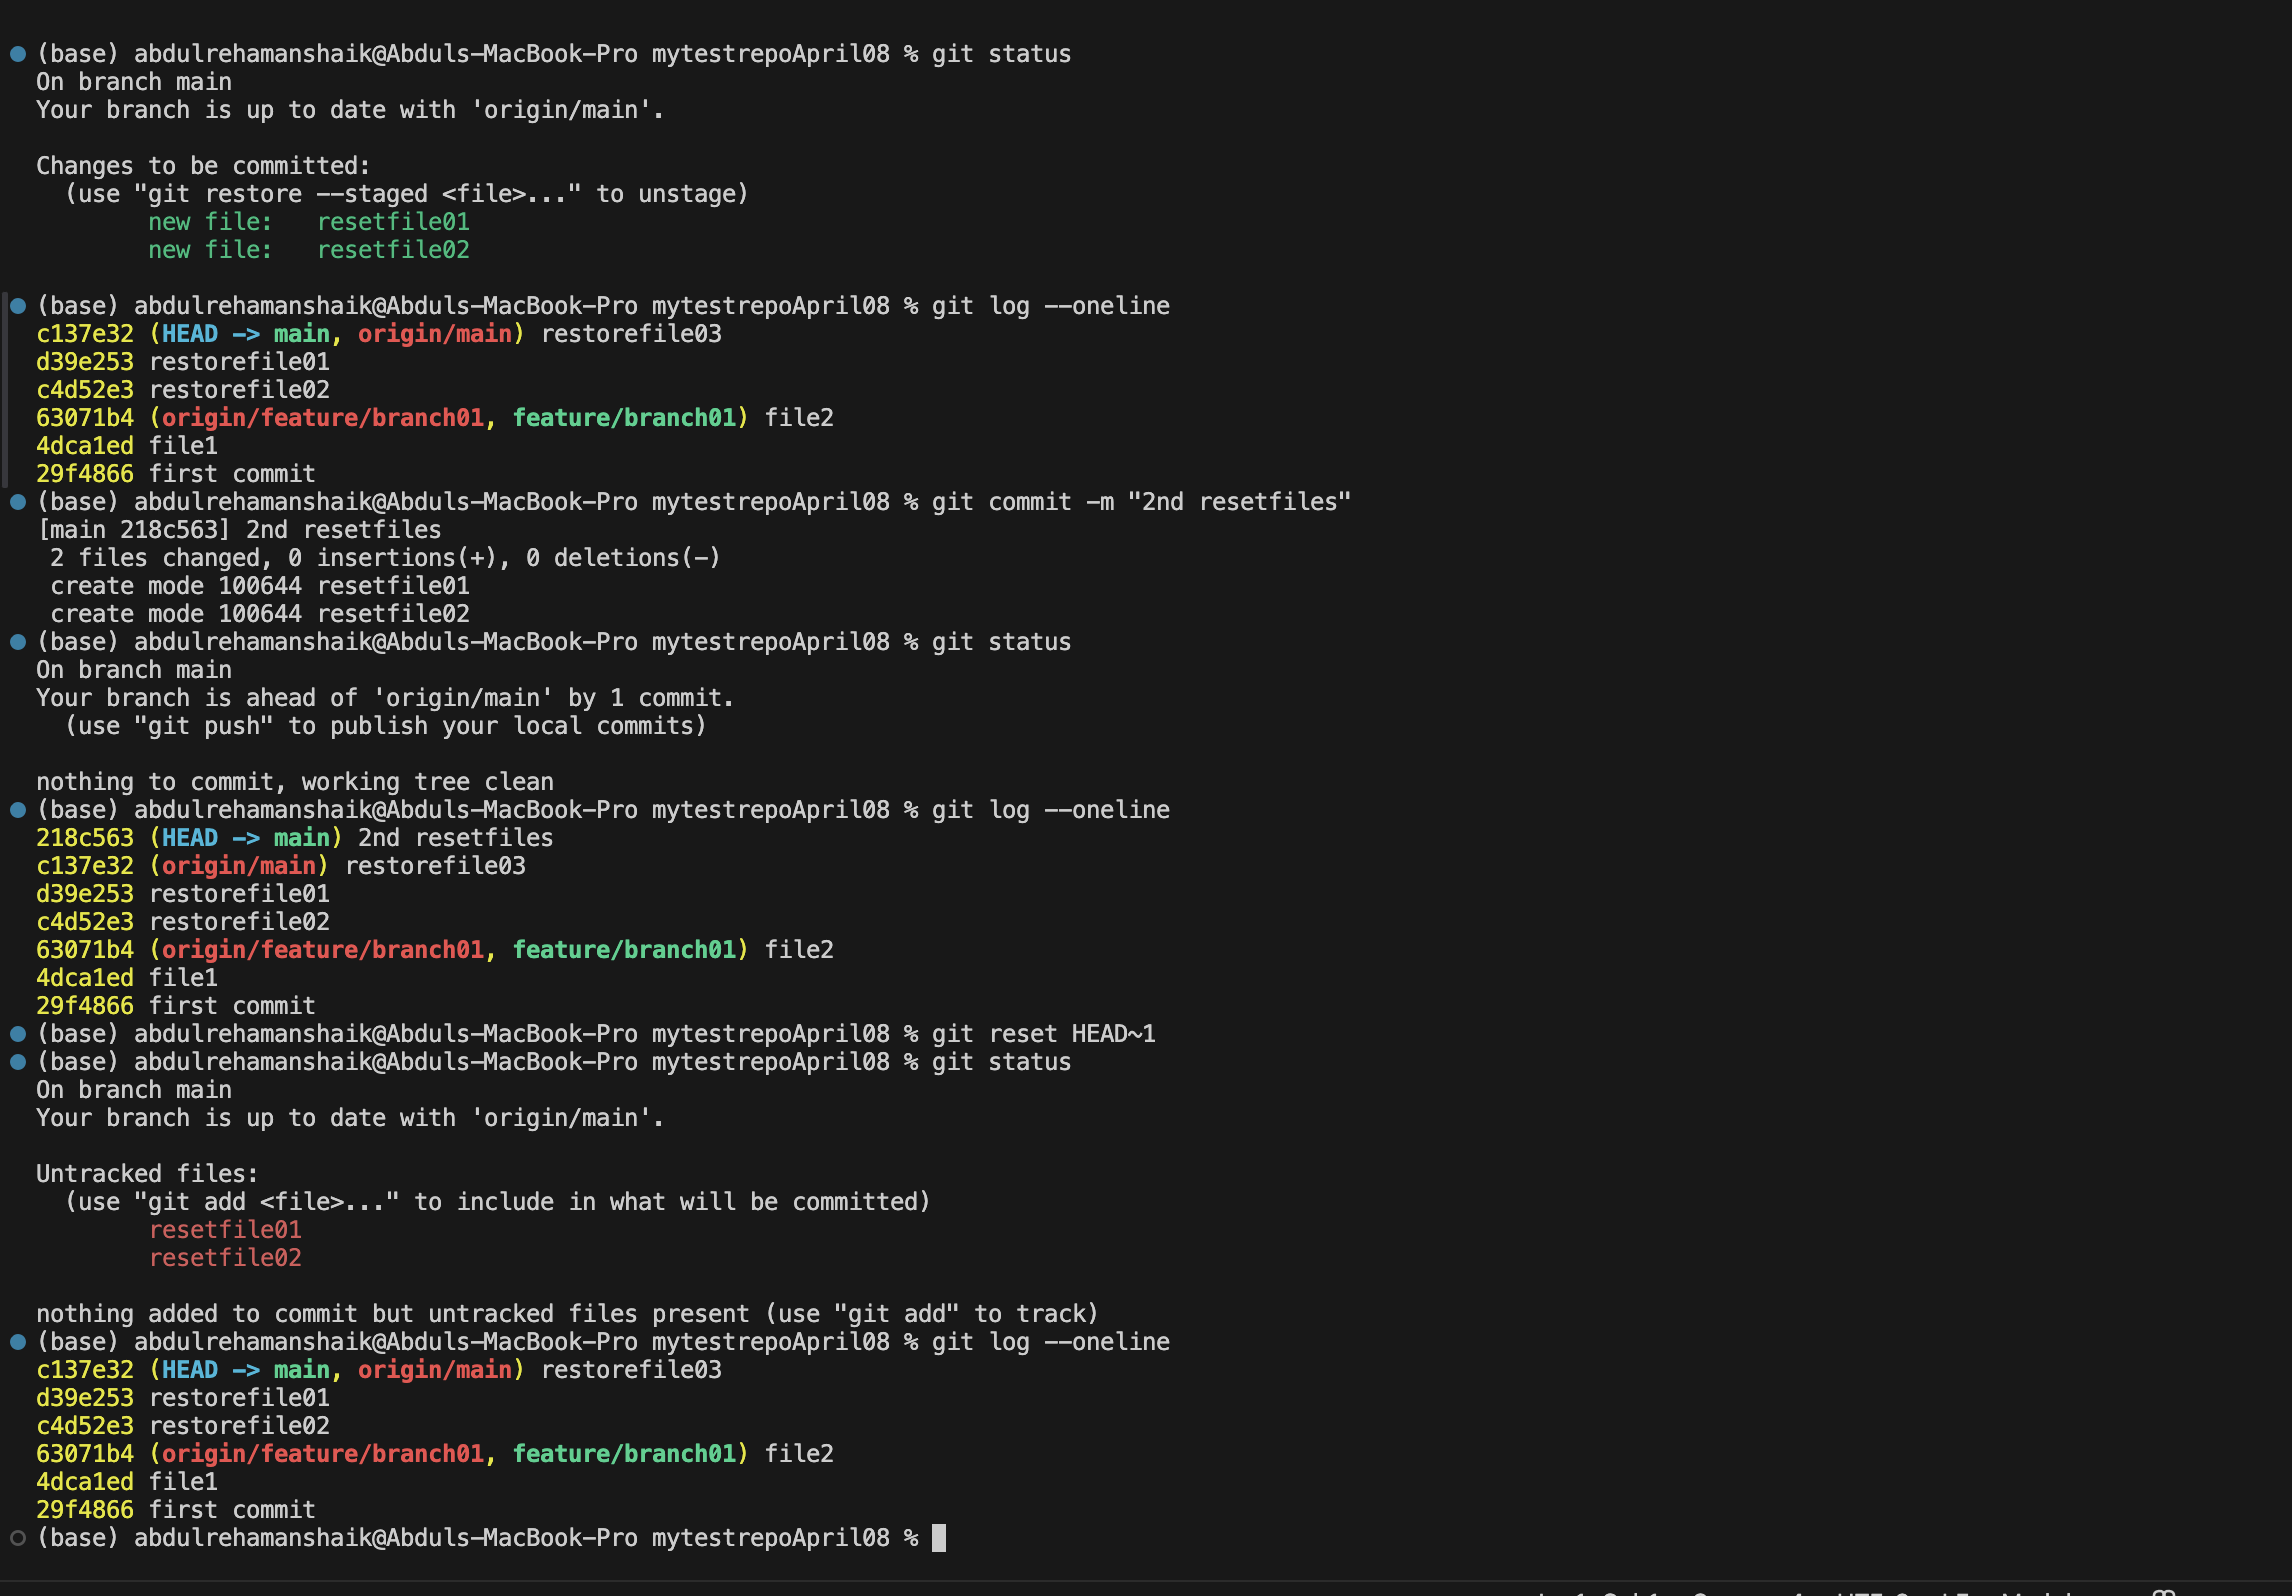 (base) abdulrehamanshaik@Abduls-MacBook-Pro mytestrepoApril08 % git status
On branch main
Your branch is up to date with 'origin/main'.
Changes to be committed:
(use "git restore --staged <file>..." to unstage)
new file:   resetfile01
new file:   resetfile02
(base) abdulrehamanshaik@Abduls-MacBook-Pro mytestrepoApril08 % git log --oneline
c137e32 (HEAD -> main, origin/main) restorefile03
d39e253 restorefile01
c4d52e3 restorefile02
63071b4 (origin/feature/branch01, feature/branch01) file2
4dca1ed file1
29f4866 first commit
(base) abdulrehamanshaik@Abduls-MacBook-Pro mytestrepoApril08 % git commit -m "2nd resetfiles"
[main 218c563] 2nd resetfiles
2 files changed, 0 insertions(+), 0 deletions(-)
create mode 100644 resetfile01
create mode 100644 resetfile02
(base) abdulrehamanshaik@Abduls-MacBook-Pro mytestrepoApril08 % git status
On branch main
Your branch is ahead of 'origin/main' by 1 commit.
(use "git push" to publish your local commits)
nothing to commit, working tree clean
(base) abdulrehamanshaik@Abduls-MacBook-Pro mytestrepoApril08 % git log --oneline
218c563 (HEAD -> main) 2nd resetfiles
c137e32 (origin/main) restorefile03
d39e253 restorefile01
c4d52e3 restorefile02
63071b4 (origin/feature/branch01, feature/branch01) file2
4dca1ed file1
29f4866 first commit
(base) abdulrehamanshaik@Abduls-MacBook-Pro mytestrepoApril08 % git reset HEAD~1
(base) abdulrehamanshaik@Abduls-MacBook-Pro mytestrepoApril08 % git status
On branch main
Your branch is up to date with 'origin/main'.
Untracked files:
(use "git add <file>..." to include in what will be committed)
resetfile01
resetfile02
nothing added to commit but untracked files present (use "git add" to track)
(base) abdulrehamanshaik@Abduls-MacBook-Pro mytestrepoApril08 % git log --oneline
c137e32 (HEAD -> main, origin/main) restorefile03
d39e253 restorefile01
c4d52e3 restorefile02
63071b4 (origin/feature/branch01, feature/branch01) file2
4dca1ed file1
29f4866 first commit
(base) abdulrehamanshaik@Abduls-MacBook-Pro mytestrepoApril08 %